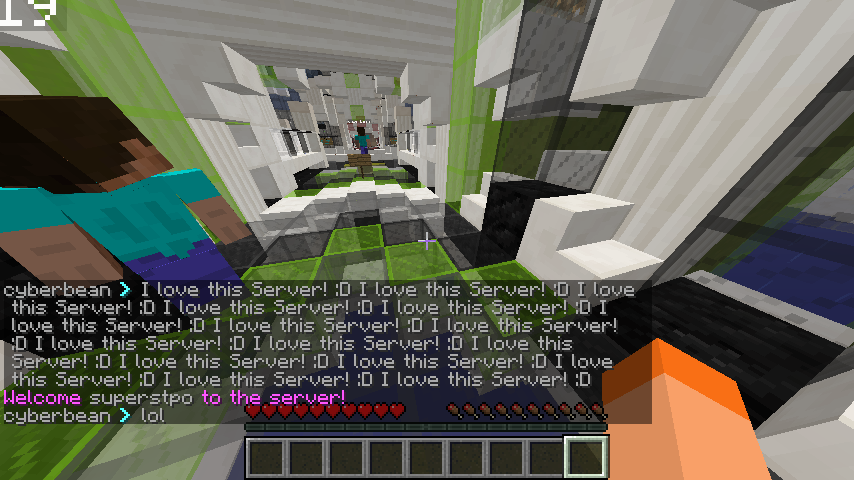 19
cyberbean > I love this Server! :D I love this Server! :D I love
this Server! :D I love this Server! :D I love this Server! :D I
love this Server! :D I love this Server! :D I love this Server!
:D I love this Server! :D I love this Server! :D I love this
Server! :D I love this Server! :D I love this Server! :D I love
this Server! :D I love this Server! :D I love this Server! :D
Welcome superstpo to the server!
cyberbean > lol